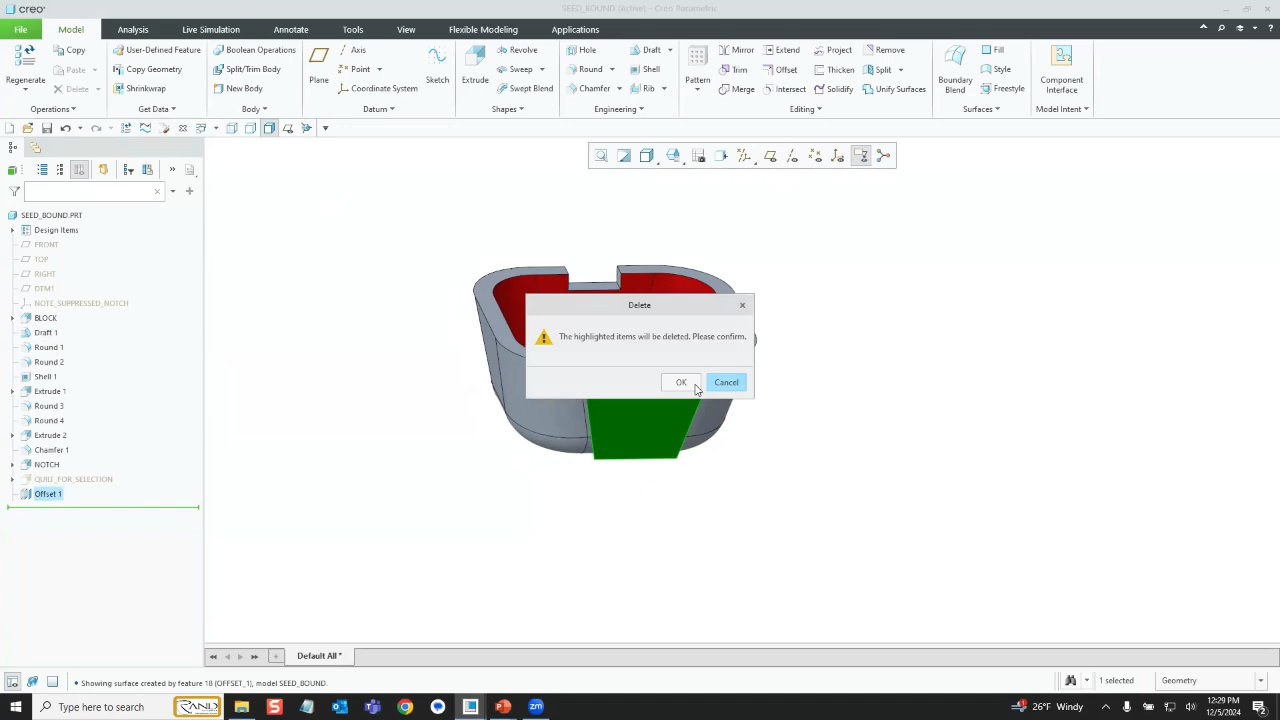 creo
SEED_BOUND (Active) - Creo Parametric
File Model Analysis Live Simulation Annotate Tools View Flexible Modeling Applications
Regenerate Copy Paste Delete User-Defined Feature Copy Geometry Shrinkwrap Boolean Operations Split/Trim Body New Body Plane Axis Point Coordinate System Sketch Extrude Revolve Sweep Swept Blend Hole Round Chamfer Draft Shell Rib Pattern Mirror Trim Merge Extend Offset Intersect Project Thicken Solidify Remove Split Unify Surfaces Boundary Blend Fill Style Freestyle Component Interface
Operations Get Data Body Datum Shapes Engineering Editing Surfaces Model Intent
SEED_BOUND.PRT
Design Items
FRONT
TOP
RIGHT
DTM1
NOTE_SUPPRESSED_NOTCH
BLOCK
Draft 1
Round 1
Round 2
Shell 1
Extrude 1
Round 3
Round 4
Extrude 2
Chamfer 1
NOTCH
QUILT_FOR_SELECTION
Offset 1
Delete
The highlighted items will be deleted. Please confirm.
OK Cancel
Default All *
• Showing surface created by feature 18 (OFFSET_1), model SEED_BOUND.
1 selected
Geometry
Type here to search
RAND
26°F Windy
12:29 PM
12/5/2024
2